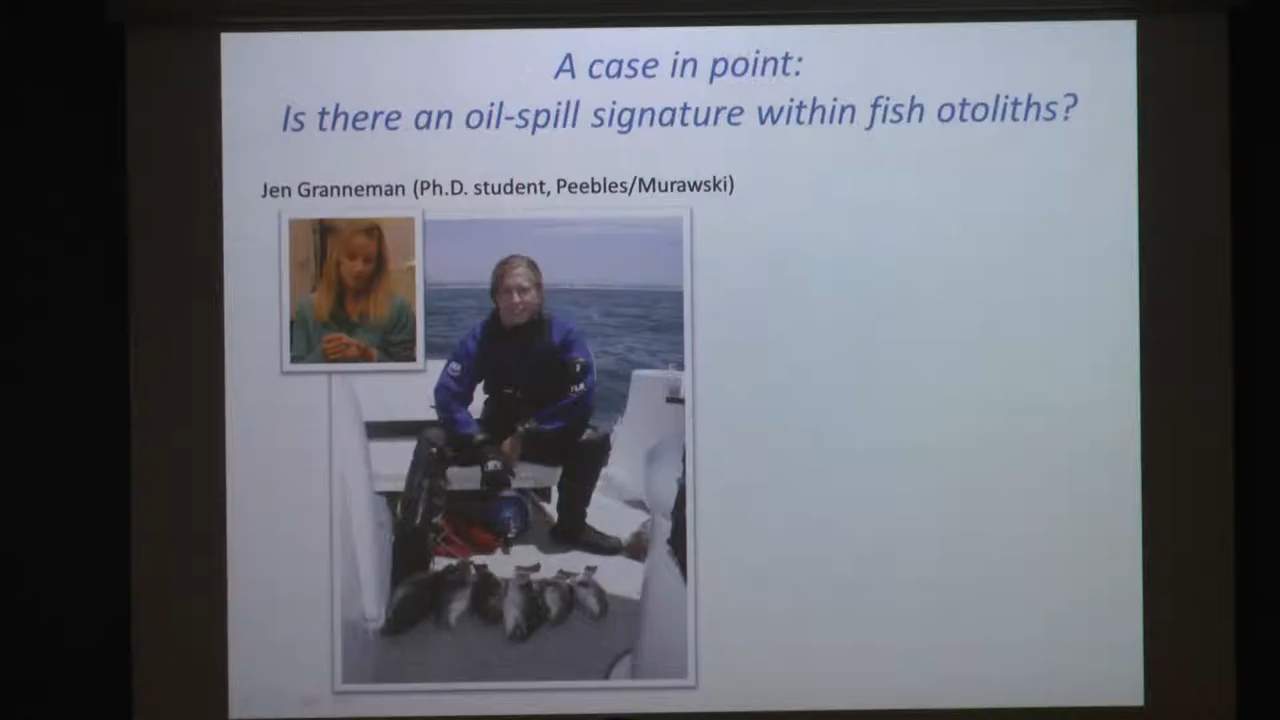 A case in point:
Is there an oil-spill signature within fish otoliths?
Jen Granneman (Ph.D. student, Peebles/Murawski)